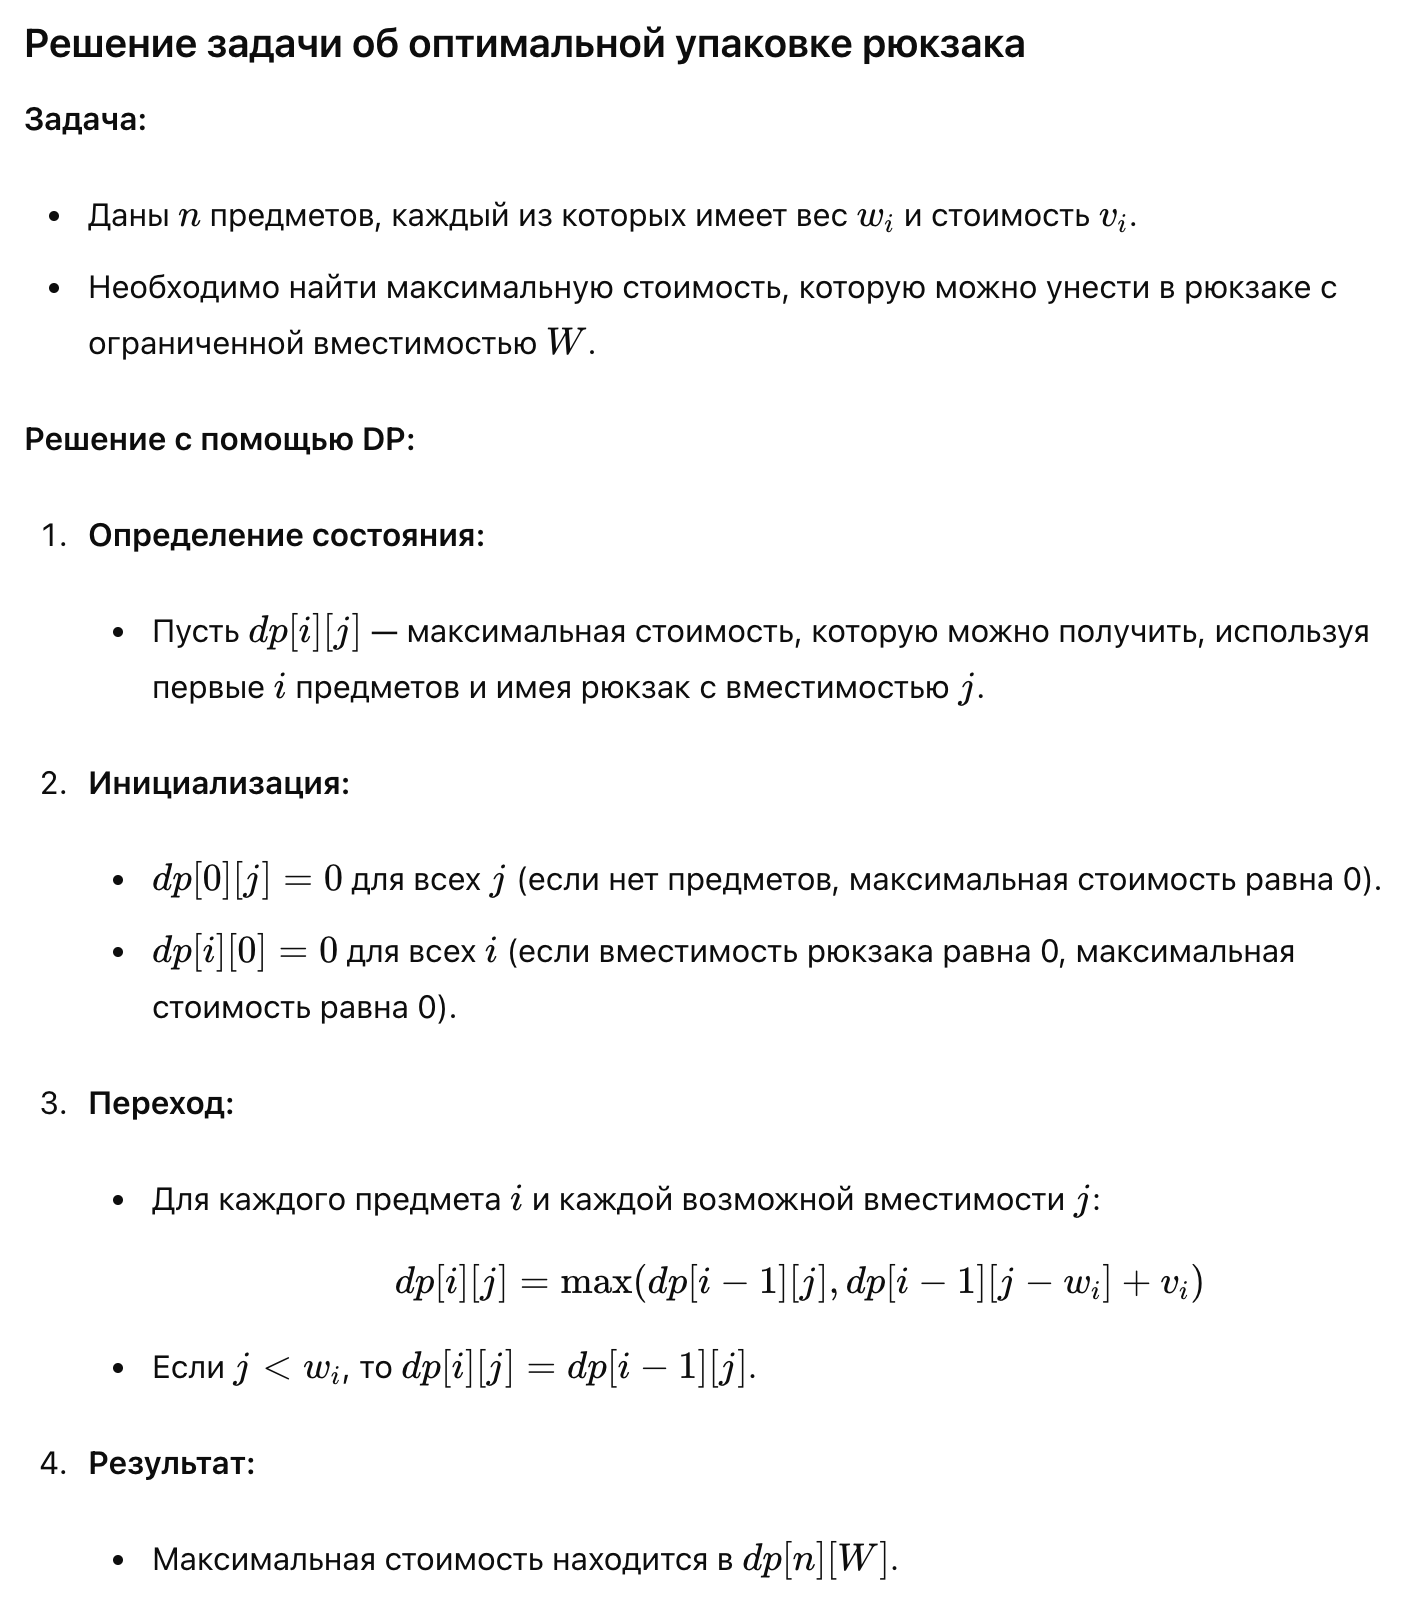 Решение задачи об оптимальной упаковке рюкзака
Задача:
• Даны n предметов, каждый из которых имеет вес w_i и стоимость v_i.
• Необходимо найти максимальную стоимость, которую можно унести в рюкзаке с
ограниченной вместимостью W.
Решение с помощью DP:
1. Определение состояния:
• Пусть dp[i][j] — максимальная стоимость, которую можно получить, используя
первые i предметов и имея рюкзак с вместимостью j.
2. Инициализация:
• dp[0][j] = 0 для всех j (если нет предметов, максимальная стоимость равна 0).
• dp[i][0] = 0 для всех i (если вместимость рюкзака равна 0, максимальная
стоимость равна 0).
3. Переход:
• Для каждого предмета i и каждой возможной вместимости j:
dp[i][j] = max(dp[i − 1][j], dp[i − 1][j − w_i] + v_i)
• Если j < w_i, то dp[i][j] = dp[i − 1][j].
4. Результат:
• Максимальная стоимость находится в dp[n][W].